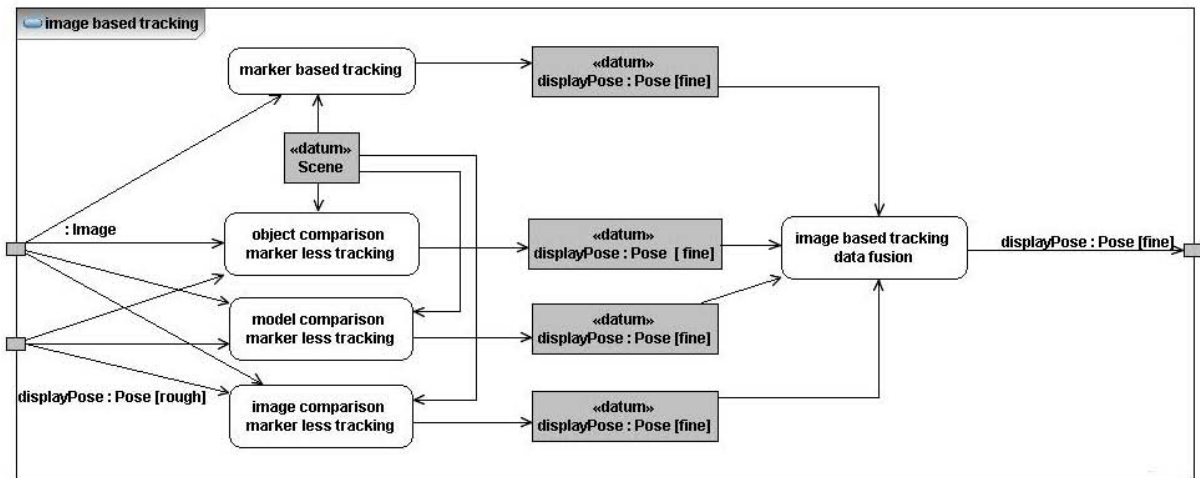 image based tracking
marker based tracking
«datum»
displayPose : Pose [fine]
«datum»
Scene
: Image
object comparison
marker less tracking
«datum»
displayPose : Pose [ fine]
image based tracking
data fusion
displayPose : Pose [fine]
model comparison
marker less tracking
«datum»
displayPose : Pose [fine]
displayPose : Pose [rough]
image comparison
marker less tracking
«datum»
displayPose : Pose [fine]